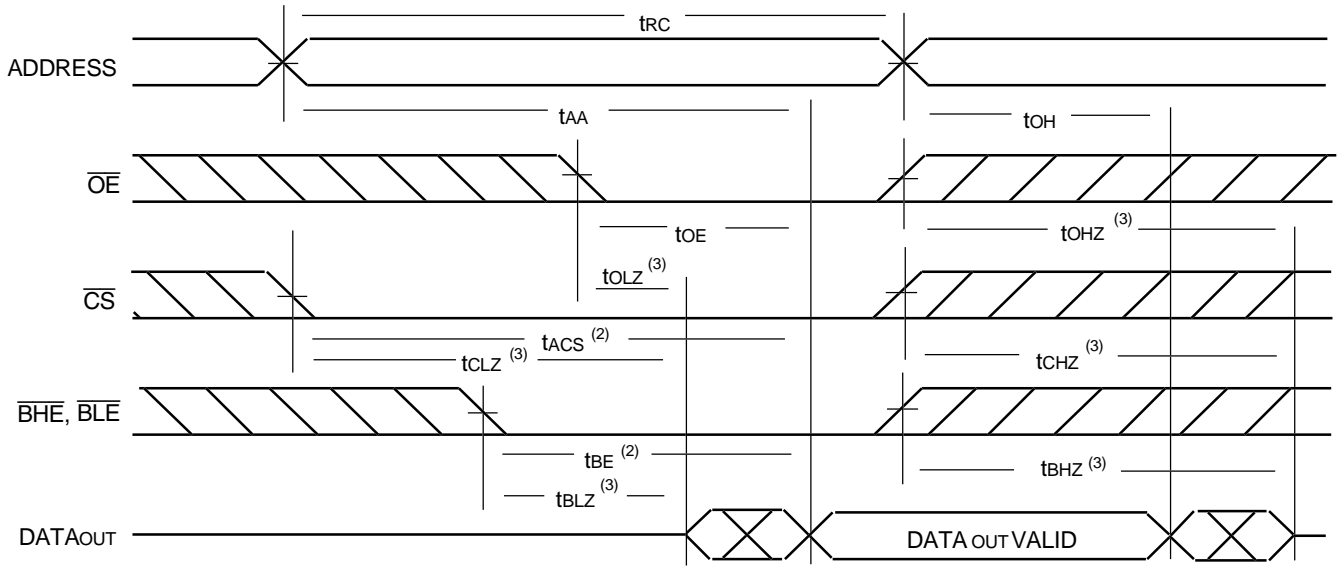 tRC
ADDRESS
tAA
tOH
OE
tOE
tOHZ (3)
tOLZ (3)
CS
tACS (2)
tCLZ (3)
tCHZ (3)
BHE, BLE
tBE (2)
tBHZ (3)
tBLZ (3)
DATAOUT
DATA OUT VALID